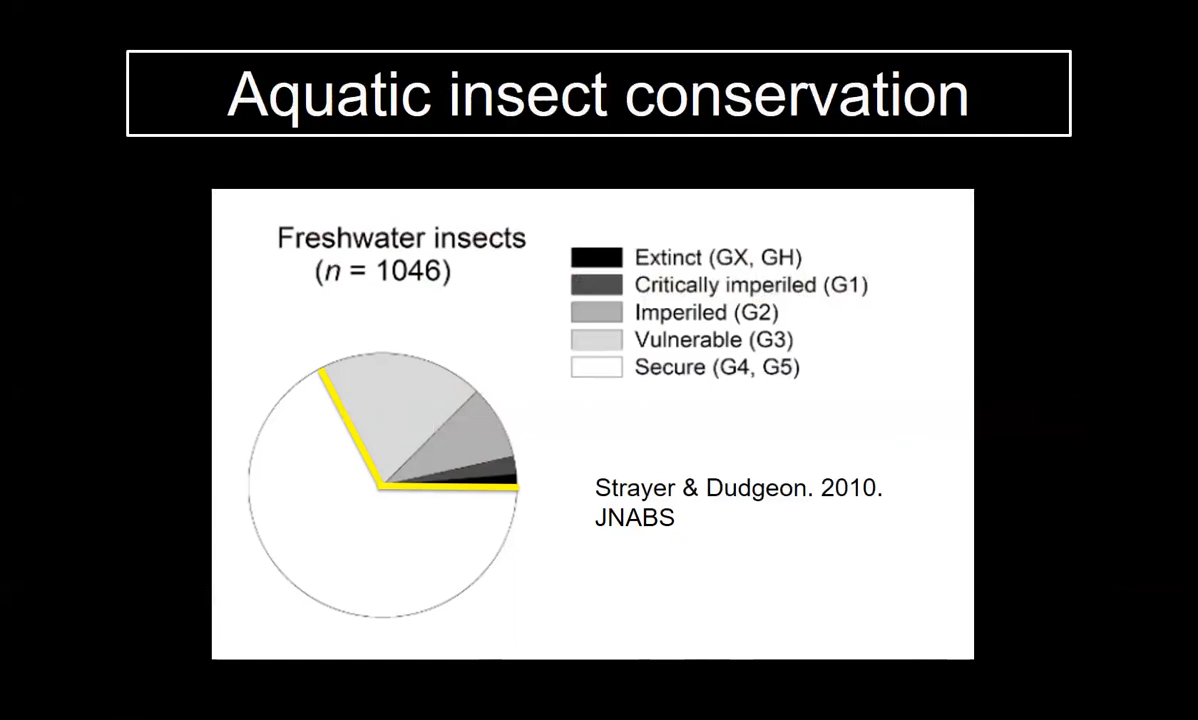 Aquatic insect conservation
Freshwater insects
(n = 1046)
Extinct (GX, GH)
Critically imperiled (G1)
Imperiled (G2)
Vulnerable (G3)
Secure (G4, G5)
Strayer & Dudgeon. 2010.
JNABS